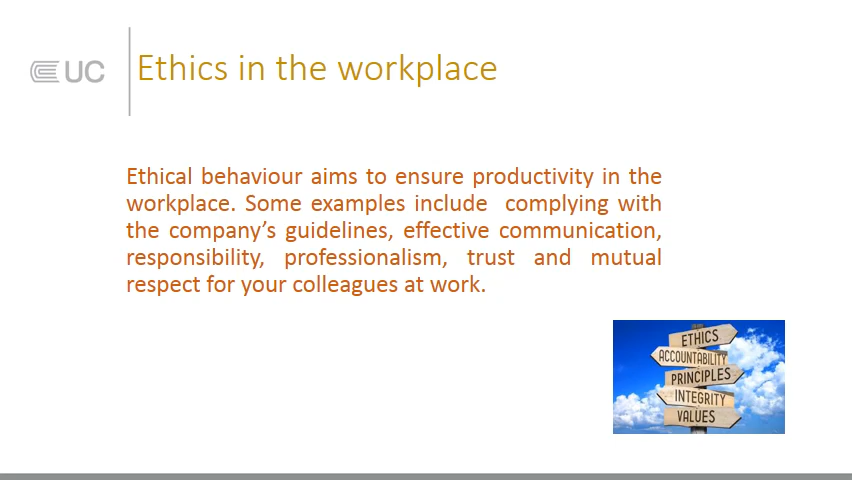 UC
Ethics in the workplace
Ethical behaviour aims to ensure productivity in the
workplace. Some examples include  complying with
the company's guidelines, effective communication,
responsibility, professionalism, trust and mutual
respect for your colleagues at work.
ETHICS
ACCOUNTABILITY
PRINCIPLES
INTEGRITY
VALUES